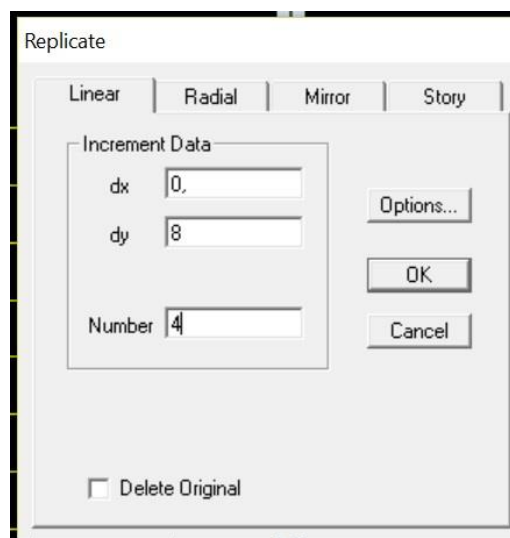 Replicate
Linear Radial Mirror Story
Increment Data
dx 0,
dy 8
Number 4
Options...
OK
Cancel
Delete Original